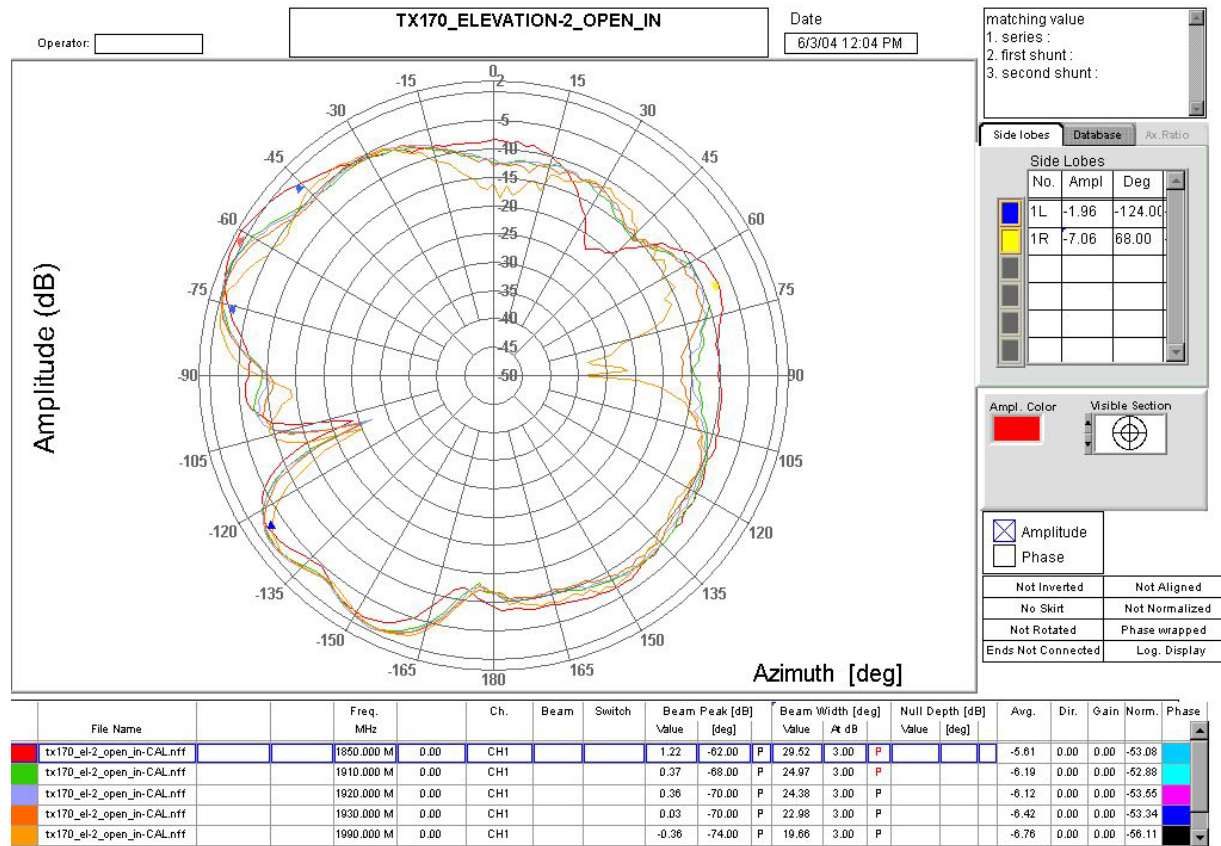 TX170_ELEVATION-2_OPEN_IN
Date
Operator:
6/3/04 12:04 PM
matching value
1. series :
2. first shunt :
3. second shunt :
Side lobes Database Ax.Ratio
Side Lobes
No. Ampl Deg
1L -1.96 -124.00
1R -7.06 68.00
Ampl. Color Visible Section
Amplitude
Phase
Not Inverted Not Aligned
No Skirt Not Normalized
Not Rotated Phase wrapped
Ends Not Connected Log. Display
Amplitude (dB)
Azimuth [deg]
-15 0 15
-30 30
-45 45
-60 60
-75 75
-90 90
-105 105
-120 120
-135 135
-150 150
-165 180 165
2
-5
-10
-15
-20
-25
-30
-35
-40
-45
-50
File Name Freq. MHz Ch. Beam Switch Beam Peak [dB] Value [deg] Beam Width [deg] Value At dB Null Depth [dB] Value [deg] Avg. Dir. Gain Norm. Phase
tx170_el-2_open_in-CAL.nff 1850.000 M 0.00 CH1 1.22 -62.00 P 29.52 3.00 P -5.61 0.00 0.00 -53.08
tx170_el-2_open_in-CAL.nff 1910.000 M 0.00 CH1 0.37 -68.00 P 24.97 3.00 P -6.19 0.00 0.00 -52.88
tx170_el-2_open_in-CAL.nff 1920.000 M 0.00 CH1 0.36 -70.00 P 24.38 3.00 P -6.12 0.00 0.00 -53.55
tx170_el-2_open_in-CAL.nff 1930.000 M 0.00 CH1 0.03 -70.00 P 22.98 3.00 P -6.42 0.00 0.00 -53.34
tx170_el-2_open_in-CAL.nff 1990.000 M 0.00 CH1 -0.36 -74.00 P 19.66 3.00 P -6.76 0.00 0.00 -56.11